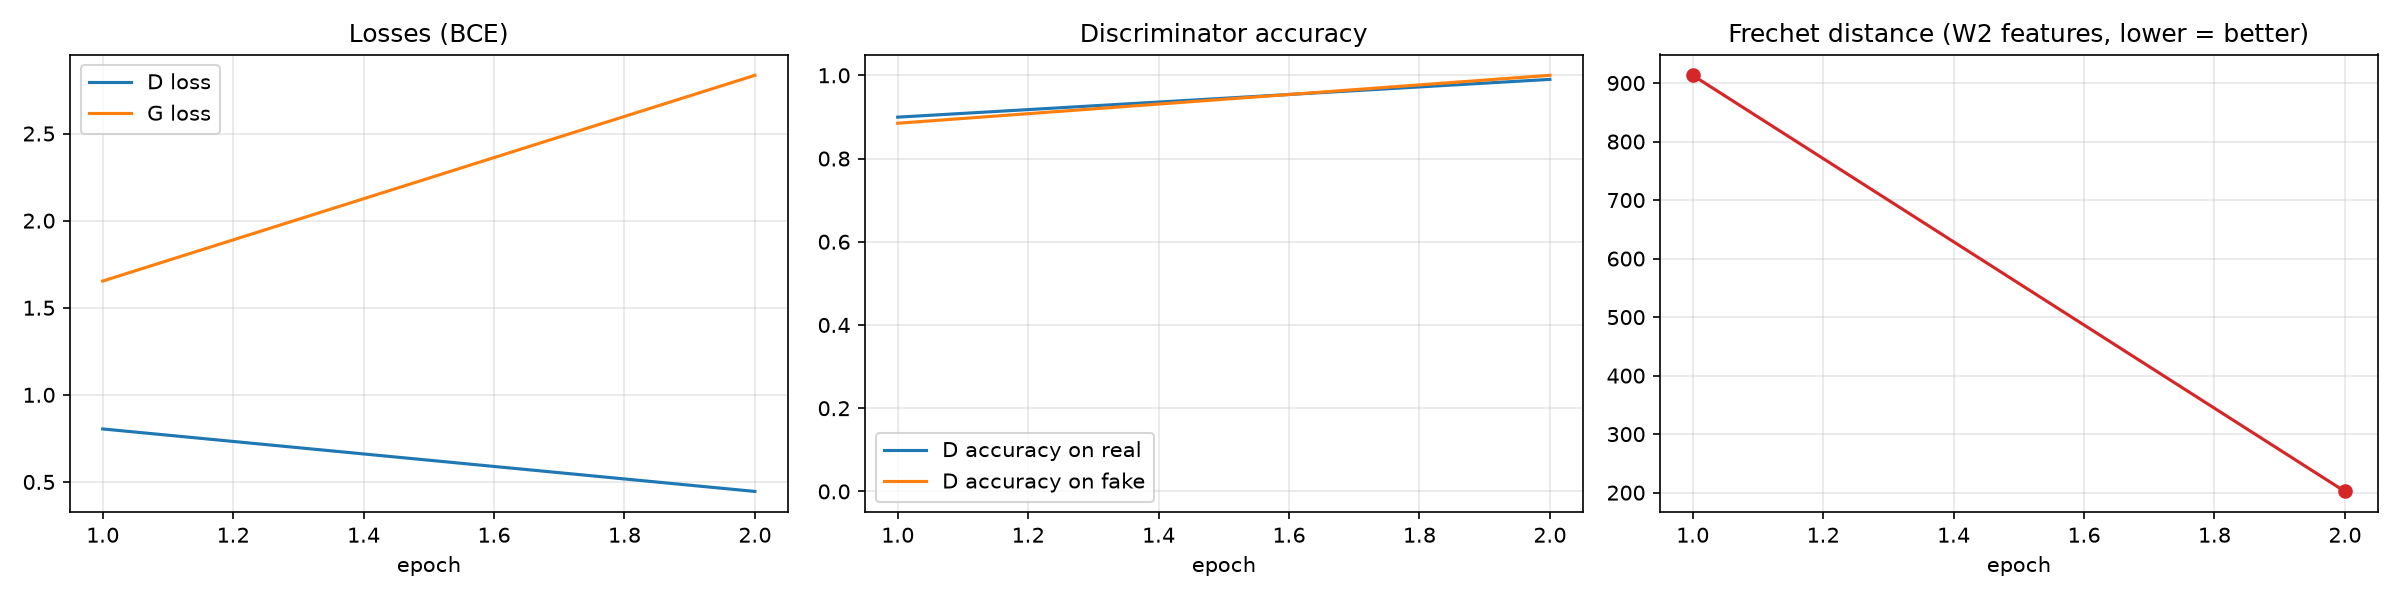 Losses (BCE)
D loss
G loss
2.5
2.0
1.5
1.0
0.5
1.0 1.2 1.4 1.6 1.8 2.0
epoch
Discriminator accuracy
1.0
0.8
0.6
0.4
0.2
0.0
D accuracy on real
D accuracy on fake
1.0 1.2 1.4 1.6 1.8 2.0
epoch
Frechet distance (W2 features, lower = better)
900
800
700
600
500
400
300
200
1.0 1.2 1.4 1.6 1.8 2.0
epoch